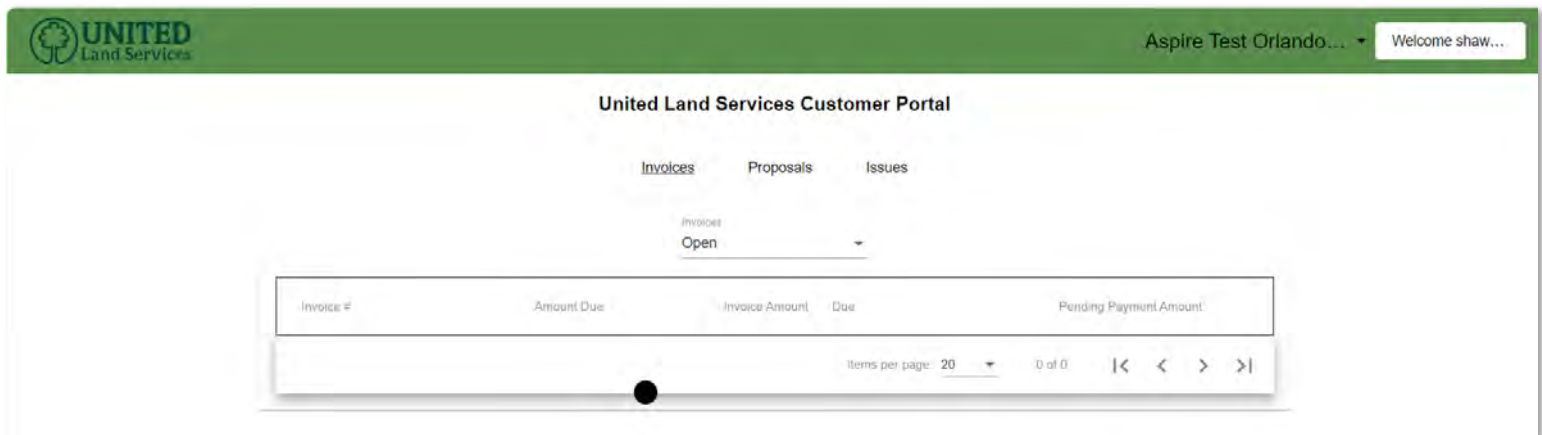 UNITED
Land Services
Aspire Test Orlando...
Welcome shaw...
United Land Services Customer Portal
Invoices Proposals Issues
Invoices
Open
Invoice # Amount Due Invoice Amount Due Pending Payment Amount
Items per page: 20 0 of 0